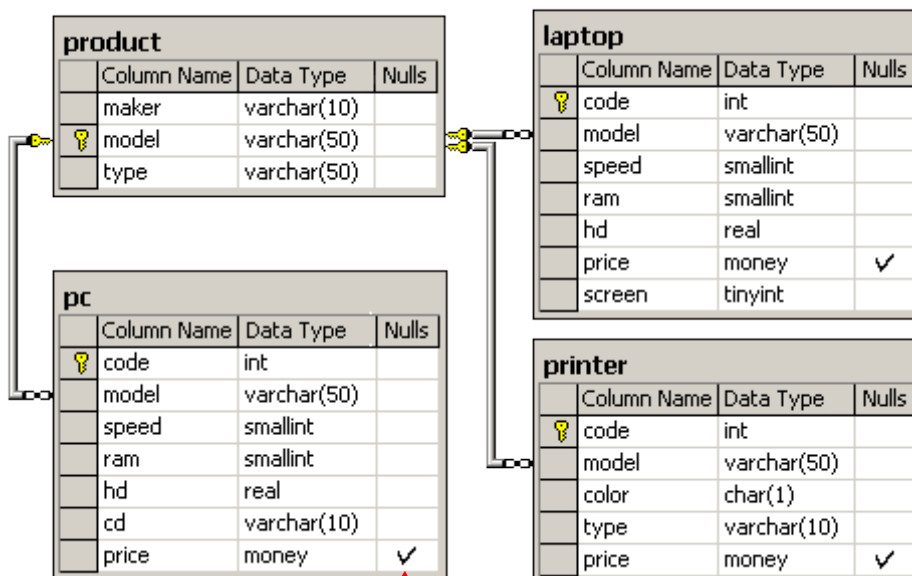 product
Column Name Data Type Nulls
maker varchar(10)
model varchar(50)
type varchar(50)
laptop
Column Name Data Type Nulls
code int
model varchar(50)
speed smallint
ram smallint
hd real
price money ✓
screen tinyint
pc
Column Name Data Type Nulls
code int
model varchar(50)
speed smallint
ram smallint
hd real
cd varchar(10)
price money ✓
printer
Column Name Data Type Nulls
code int
model varchar(50)
color char(1)
type varchar(10)
price money ✓